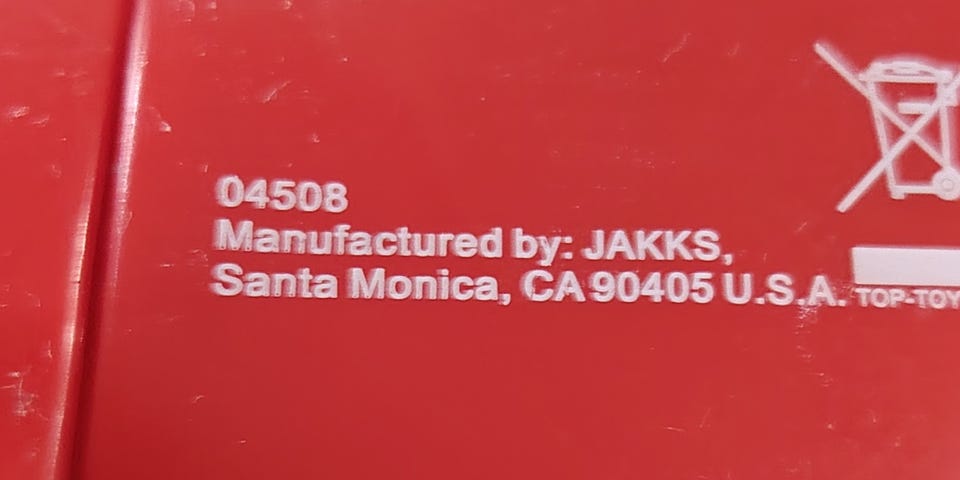 04508
Manufactured by: JAKKS,
Santa Monica, CA 90405 U.S.A.
TOP-TOY